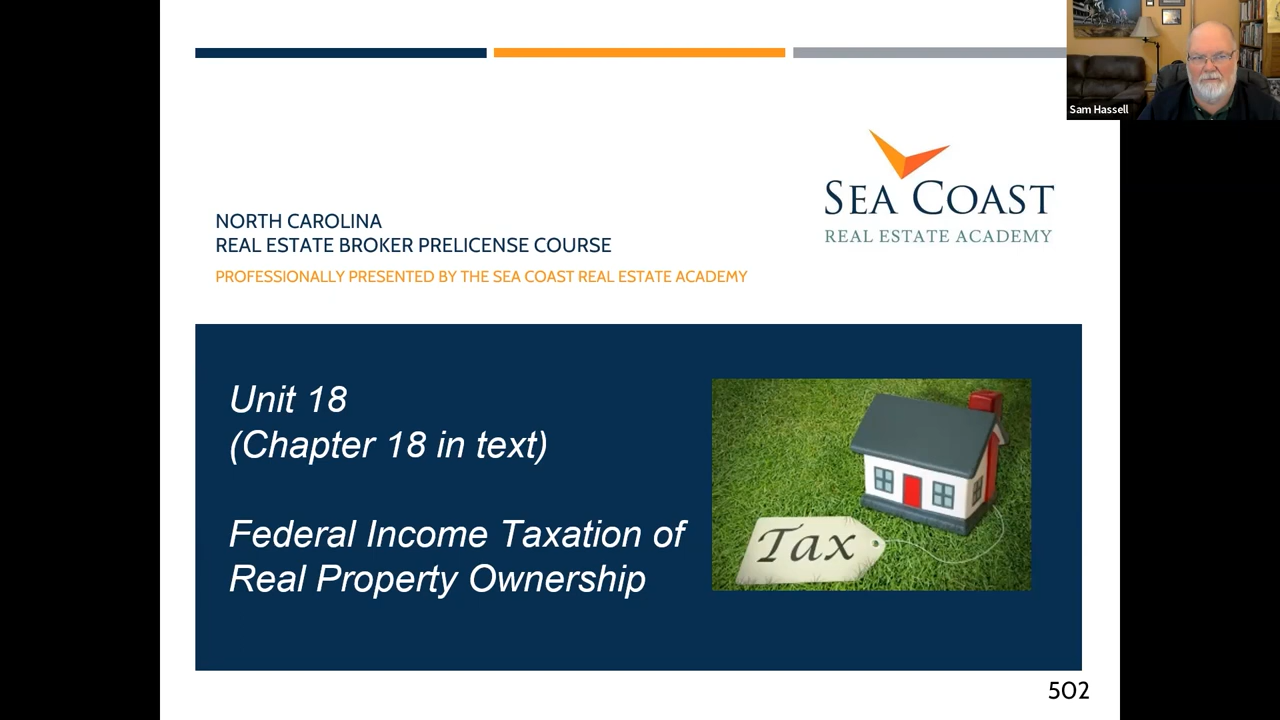 Sam Hassell
SEA COAST
REAL ESTATE ACADEMY
NORTH CAROLINA
REAL ESTATE BROKER PRELICENSE COURSE
PROFESSIONALLY PRESENTED BY THE SEA COAST REAL ESTATE ACADEMY
Unit 18
(Chapter 18 in text)
Federal Income Taxation of
Real Property Ownership
Tax
502